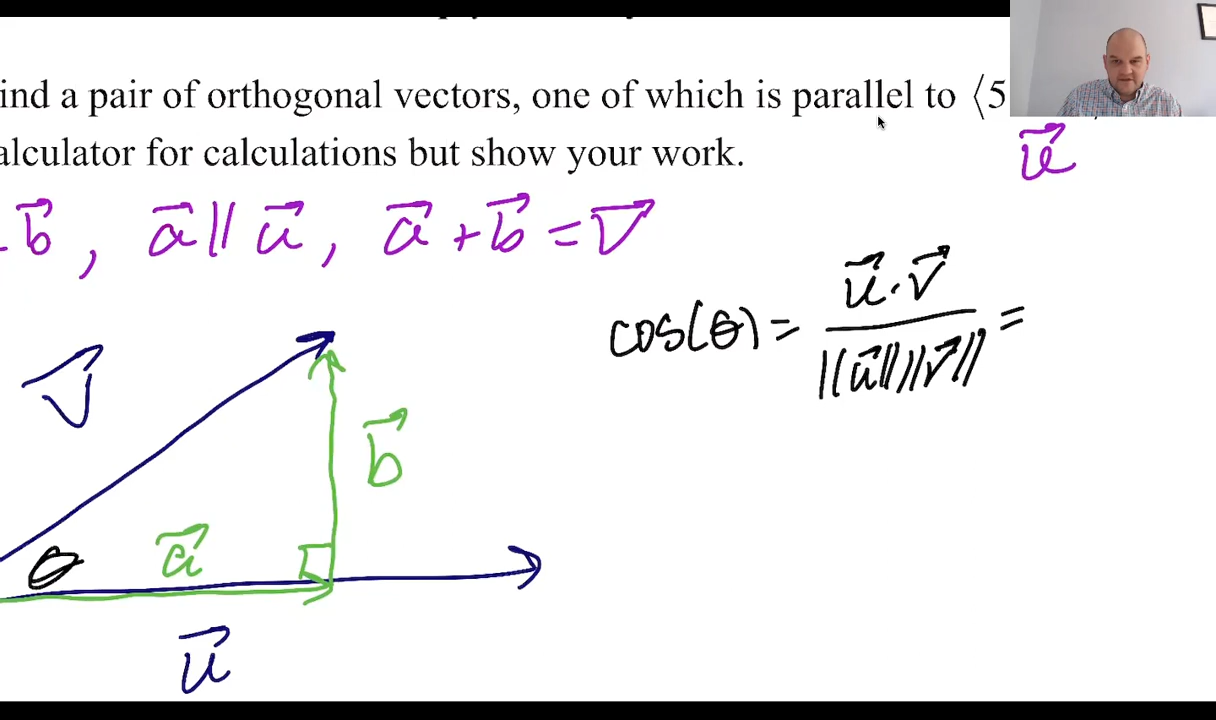 ind a pair of orthogonal vectors, one of which is parallel to ⟨5
alculator for calculations but show your work.
u⃗
b⃗ , a⃗ ∥ u⃗ , a⃗ + b⃗ = v⃗
cos(θ) = u⃗ · v⃗ / ‖u⃗‖ ‖v⃗‖ =
v⃗
b⃗
θ a⃗
u⃗